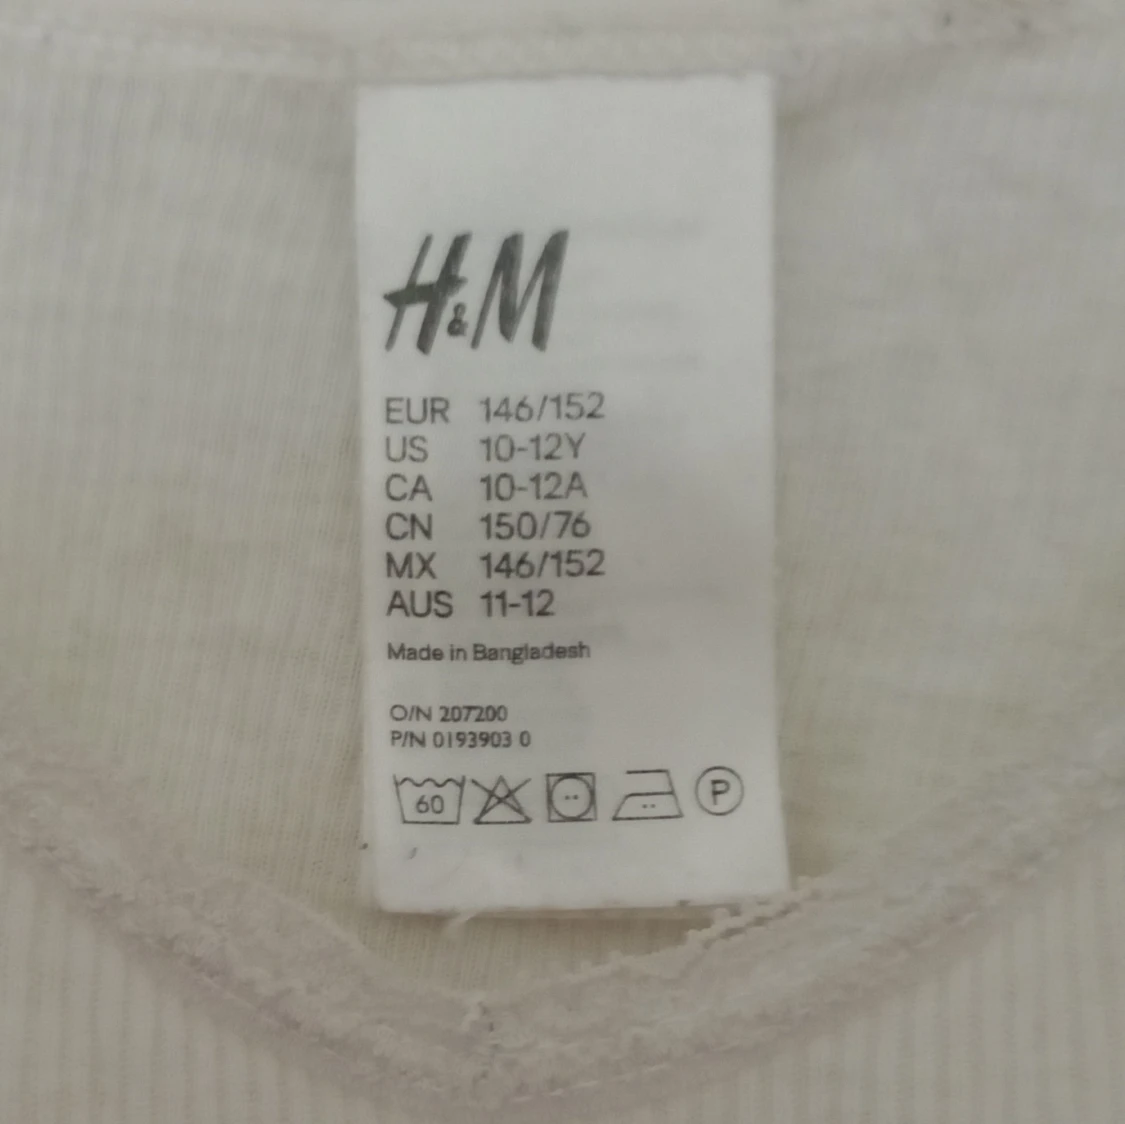 H&M
EUR 146/152
US 10-12Y
CA 10-12A
CN 150/76
MX 146/152
AUS 11-12
Made in Bangladesh
O/N 207200
P/N 0193903 0
60 P